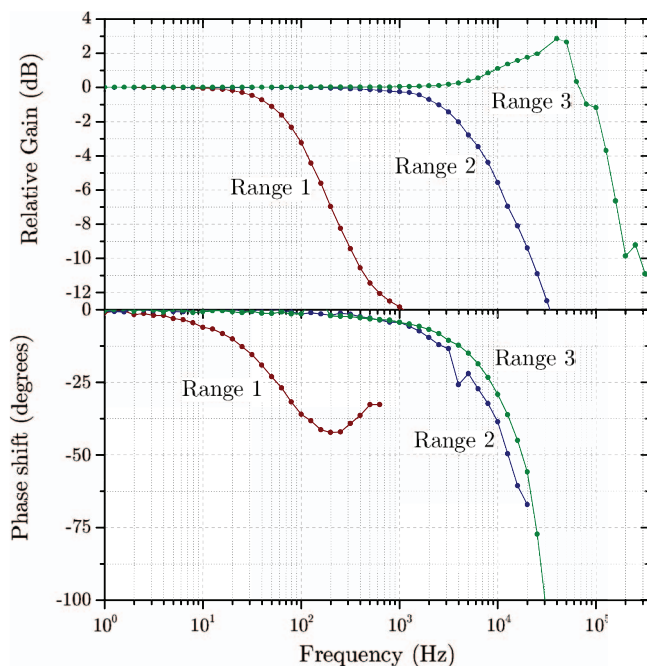 Relative Gain (dB)
4
2
0
-2
-4
-6
-8
-10
-12
Range 1
Range 2
Range 3
Phase shift (degrees)
0
-25
-50
-75
-100
Range 1
Range 3
Range 2
10⁰
10¹
10²
10³
10⁴
10⁵
Frequency (Hz)